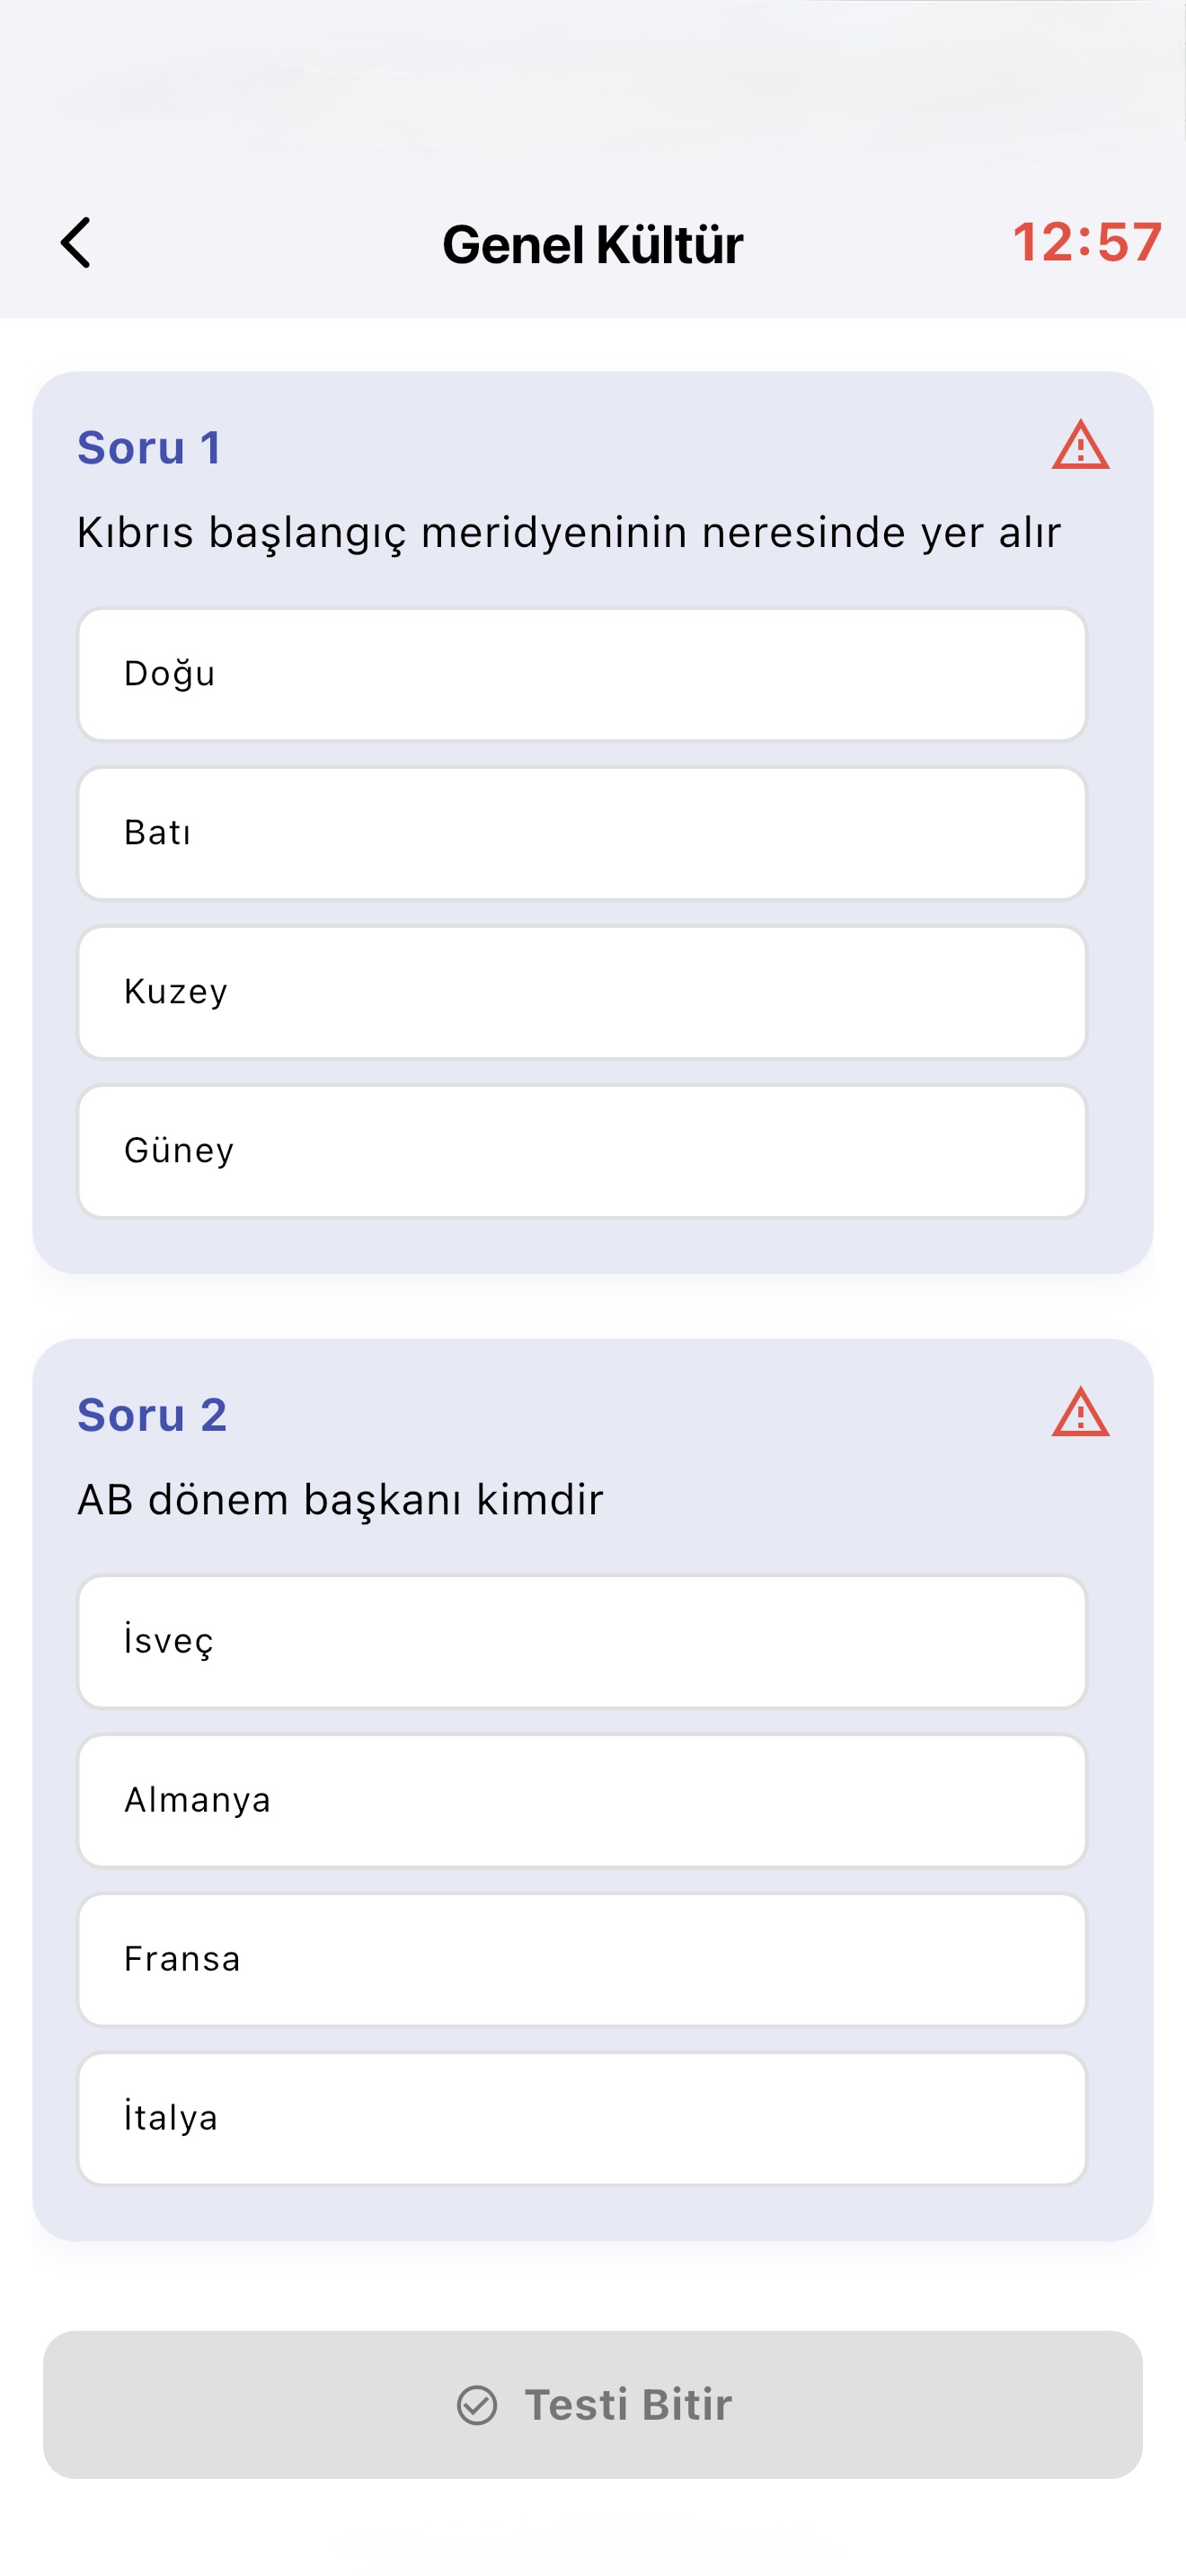 Genel Kültür
12:57
Soru 1
Kıbrıs başlangıç meridyeninin neresinde yer alır
Doğu
Batı
Kuzey
Güney
Soru 2
AB dönem başkanı kimdir
İsveç
Almanya
Fransa
İtalya
Testi Bitir